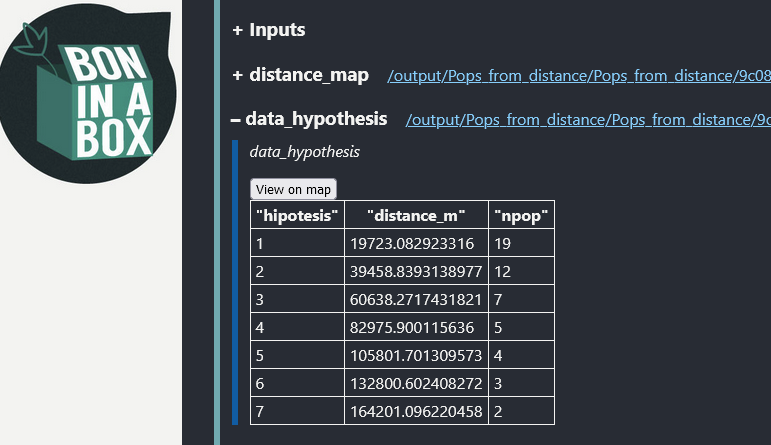 BON
IN A
BOX
+ Inputs
+ distance_map /output/Pops_from_distance/Pops_from_distance/9c08
– data_hypothesis /output/Pops_from_distance/Pops_from_distance/9c
data_hypothesis
View on map
"hipotesis" "distance_m" "npop"
1 19723.082923316 19
2 39458.8393138977 12
3 60638.2717431821 7
4 82975.900115636 5
5 105801.701309573 4
6 132800.602408272 3
7 164201.096220458 2